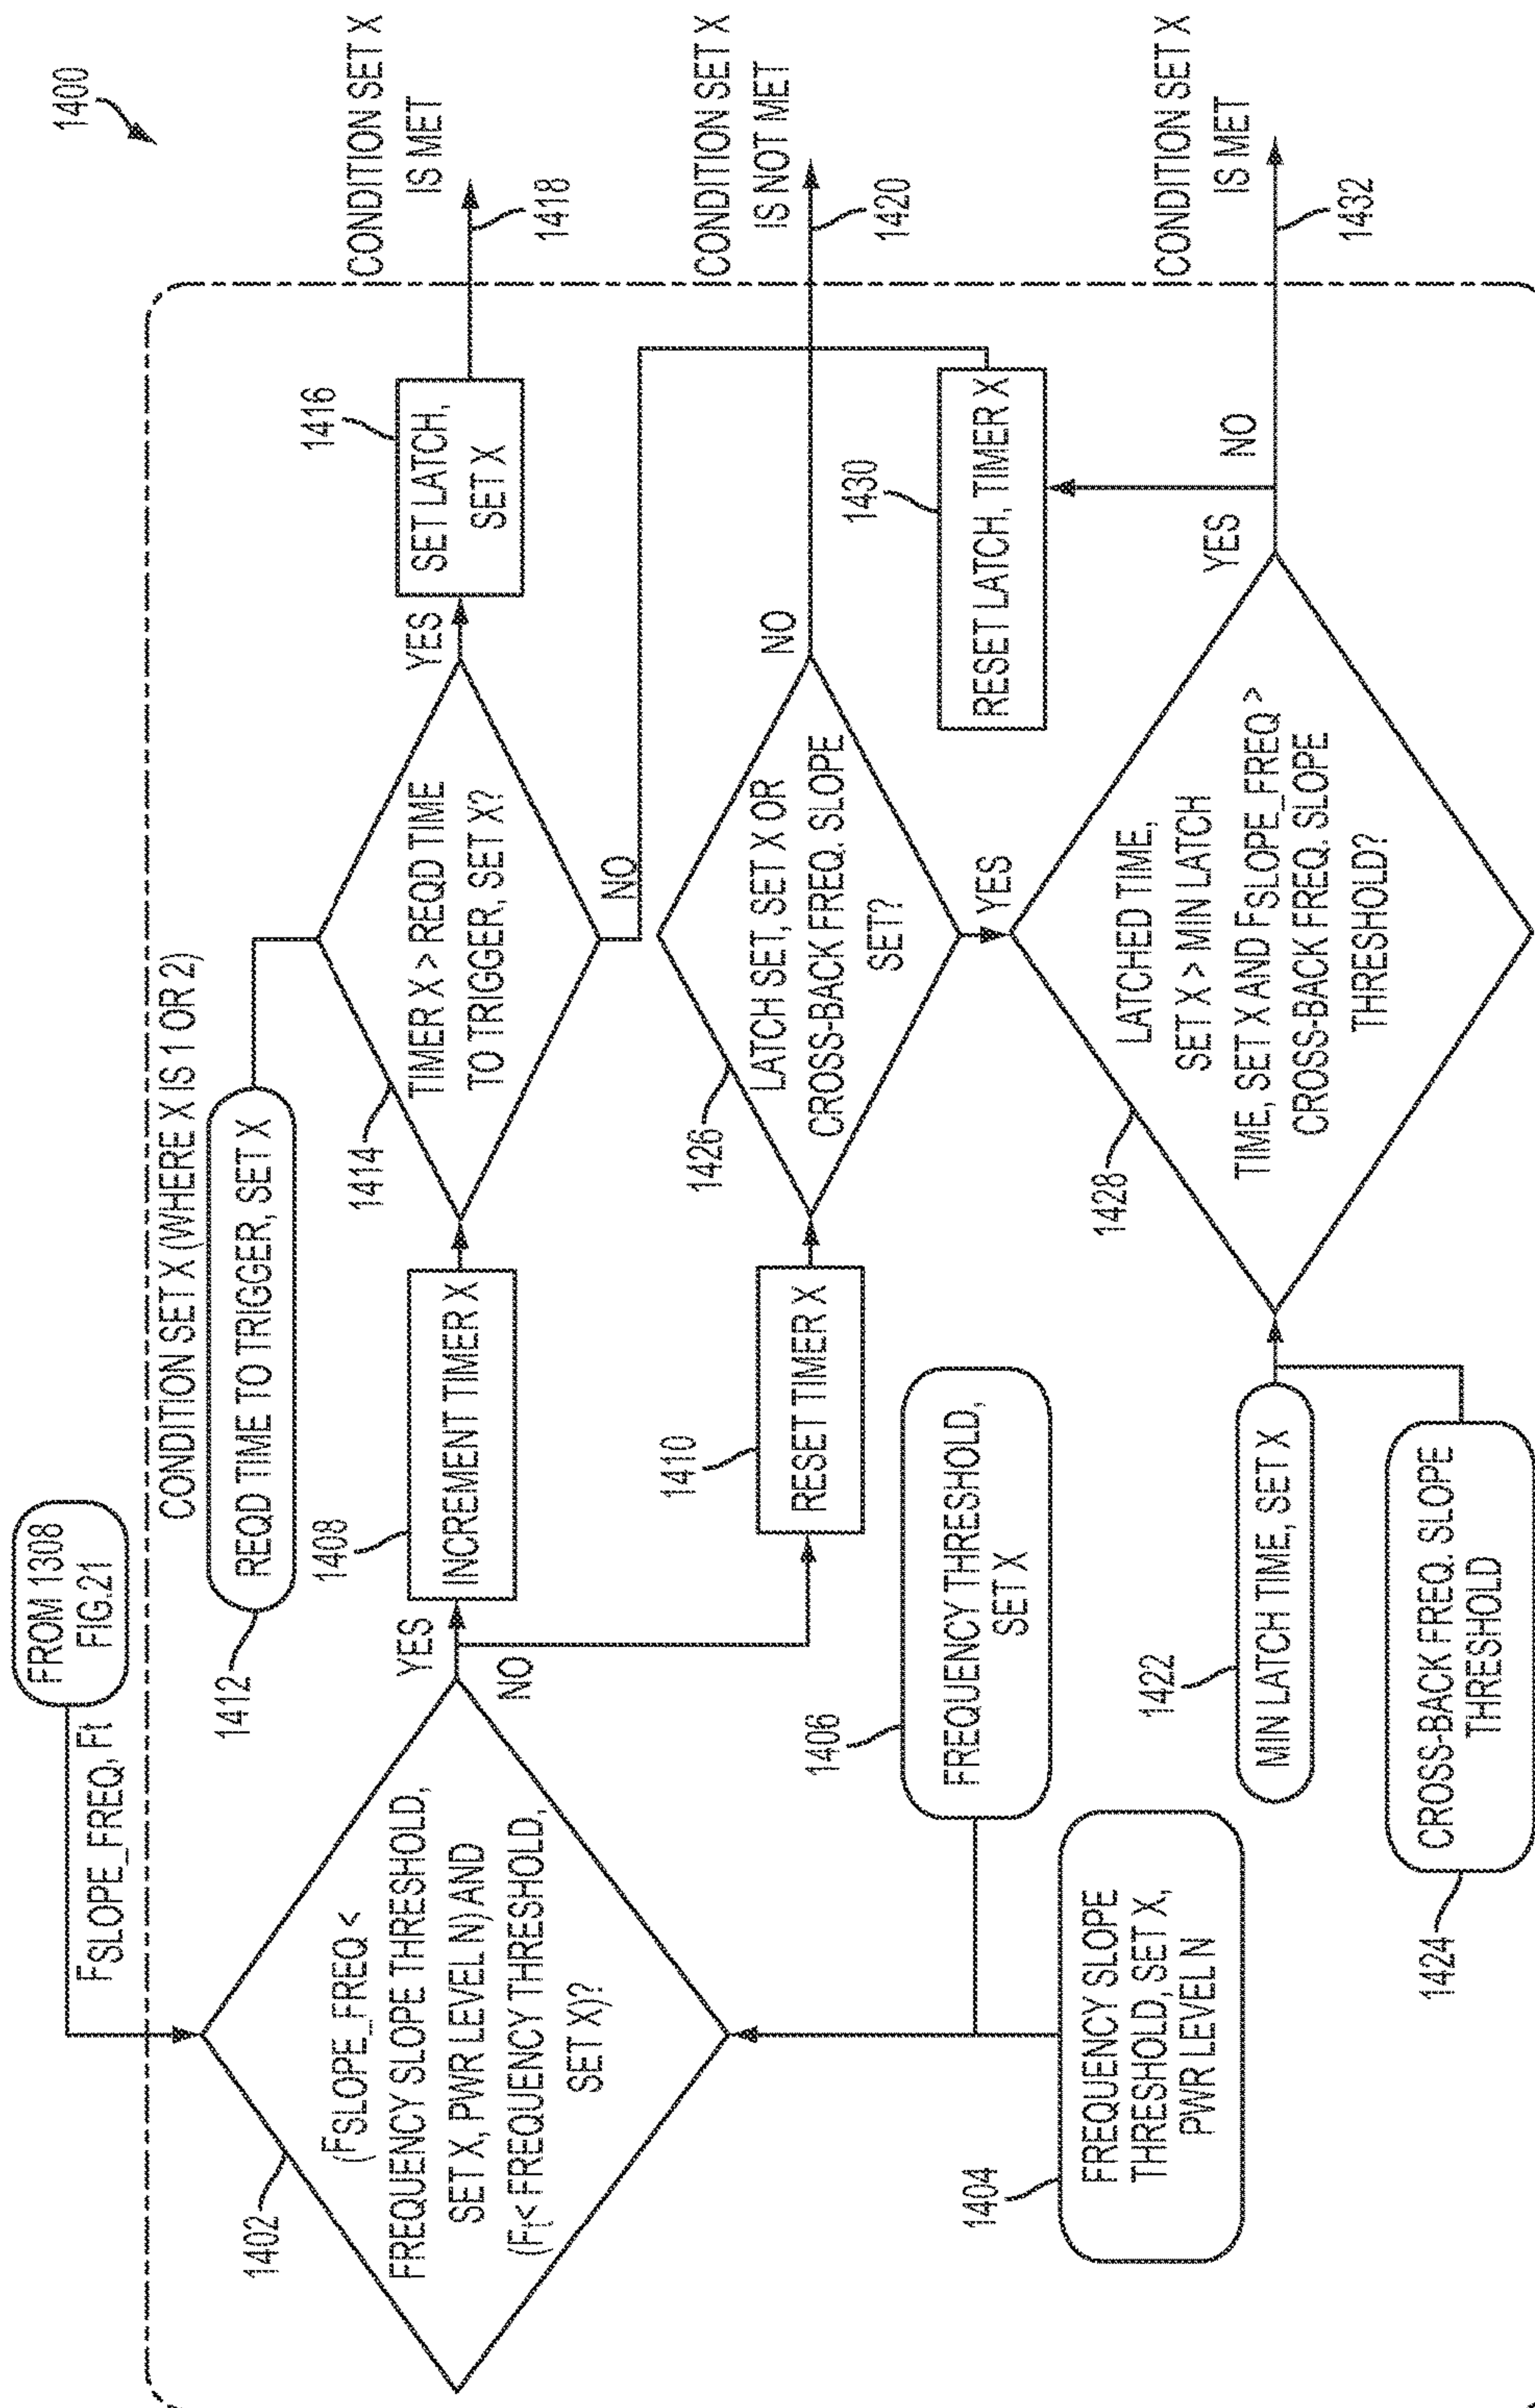 1400
FROM 1308
FIG.21
FSLOPE_FREQ, Ft
CONDITION SET X (WHERE X IS 1 OR 2)
1402
(FSLOPE_FREQ <
FREQUENCY SLOPE THRESHOLD,
SET X, PWR LEVEL N) AND
(Ft < FREQUENCY THRESHOLD,
SET X)?
YES
NO
1404
FREQUENCY SLOPE
THRESHOLD, SET X,
PWR LEVEL N
1406
FREQUENCY THRESHOLD,
SET X
1412
REQD TIME TO TRIGGER, SET X
1408
INCREMENT TIMER X
1414
TIMER X > REQD TIME
TO TRIGGER, SET X?
YES
NO
1416
SET LATCH,
SET X
1418
CONDITION SET X
IS MET
1410
RESET TIMER X
1426
LATCH SET, SET X OR
CROSS-BACK FREQ. SLOPE
SET?
NO
YES
1420
CONDITION SET X
IS NOT MET
1430
RESET LATCH, TIMER X
1422
MIN LATCH TIME, SET X
1424
CROSS-BACK FREQ. SLOPE
THRESHOLD
1428
LATCHED TIME,
SET X > MIN LATCH
TIME, SET X AND FSLOPE_FREQ >
CROSS-BACK FREQ. SLOPE
THRESHOLD?
YES
NO
1432
CONDITION SET X
IS MET